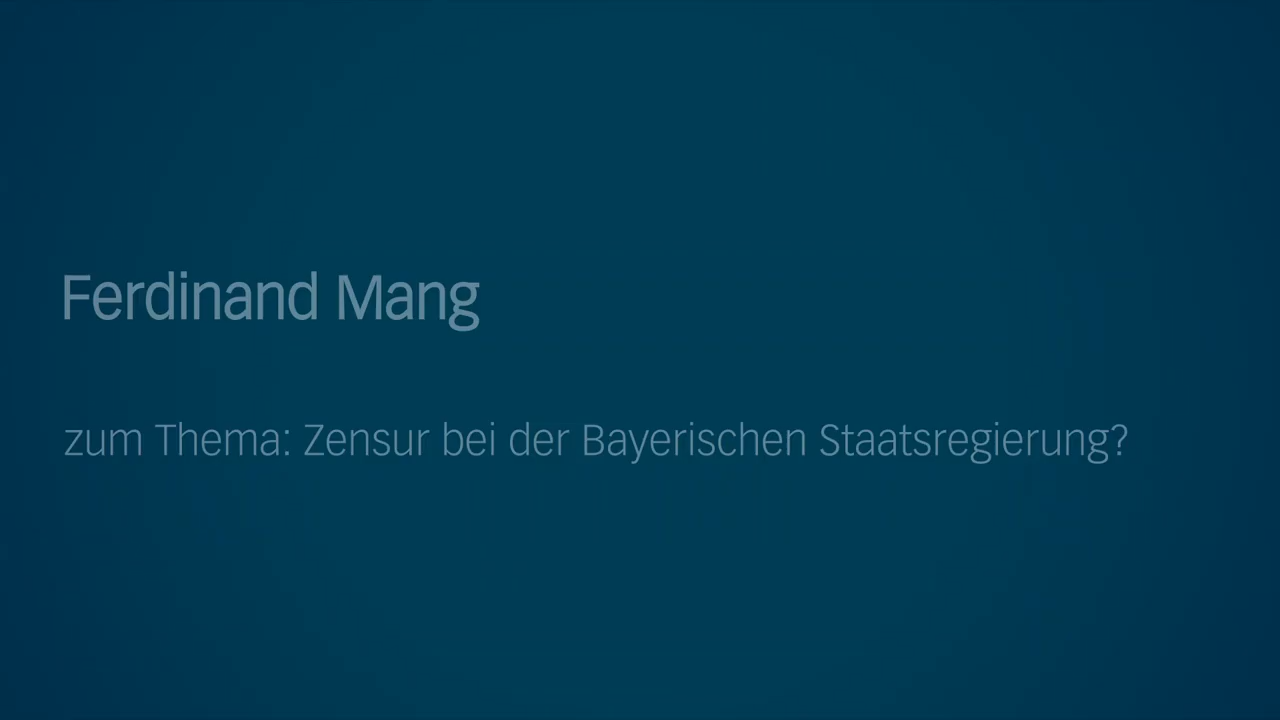 Ferdinand Mang
zum Thema: Zensur bei der Bayerischen Staatsregierung?